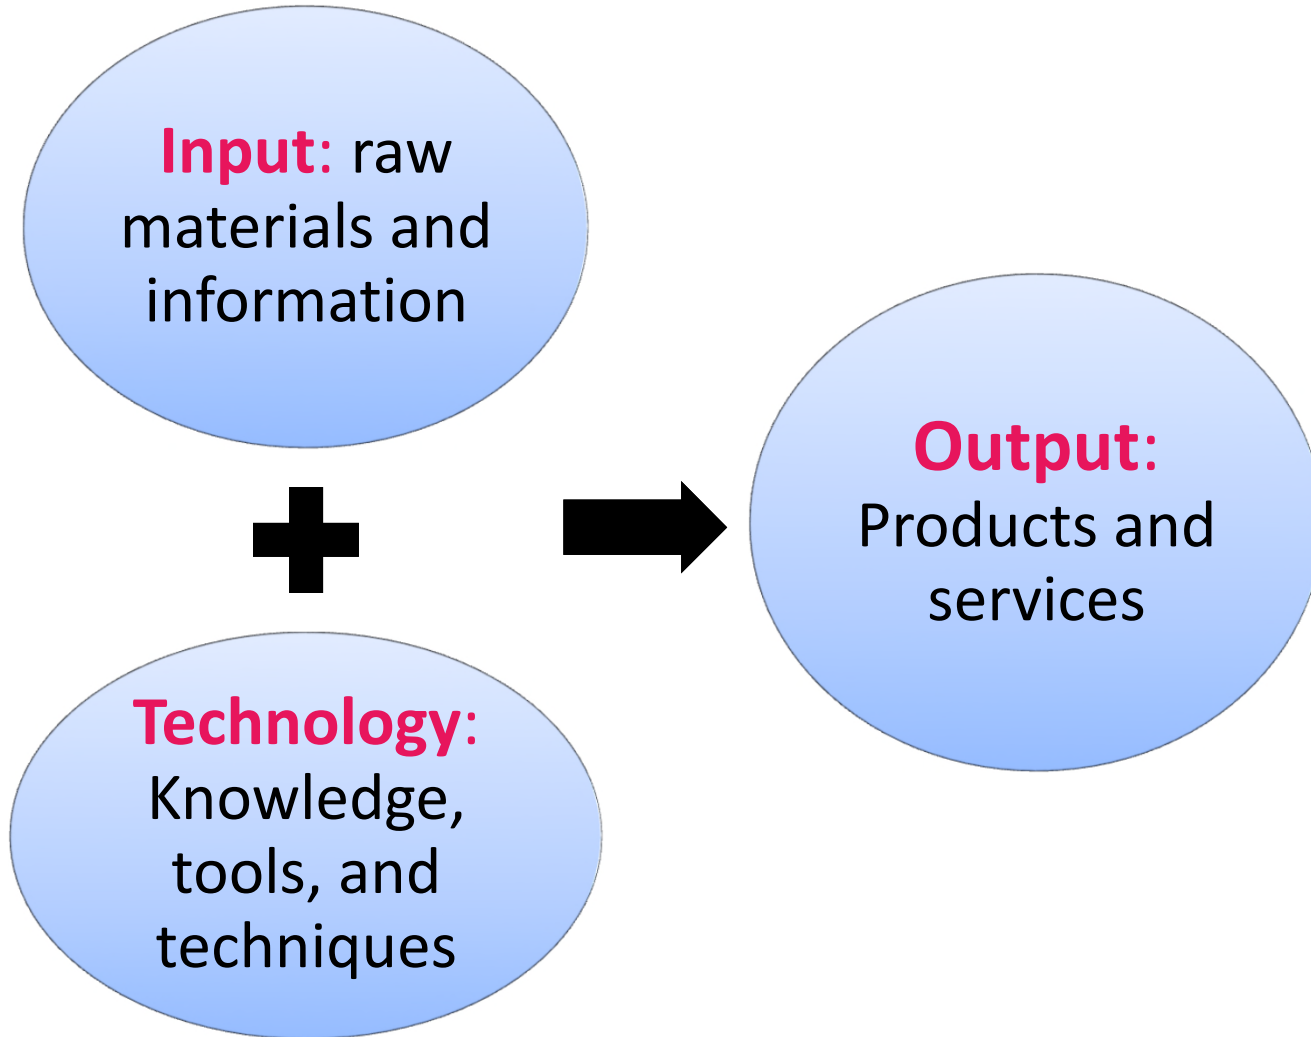 Input: raw
materials and
information
Technology:
Knowledge,
tools, and
techniques
Output:
Products and
services